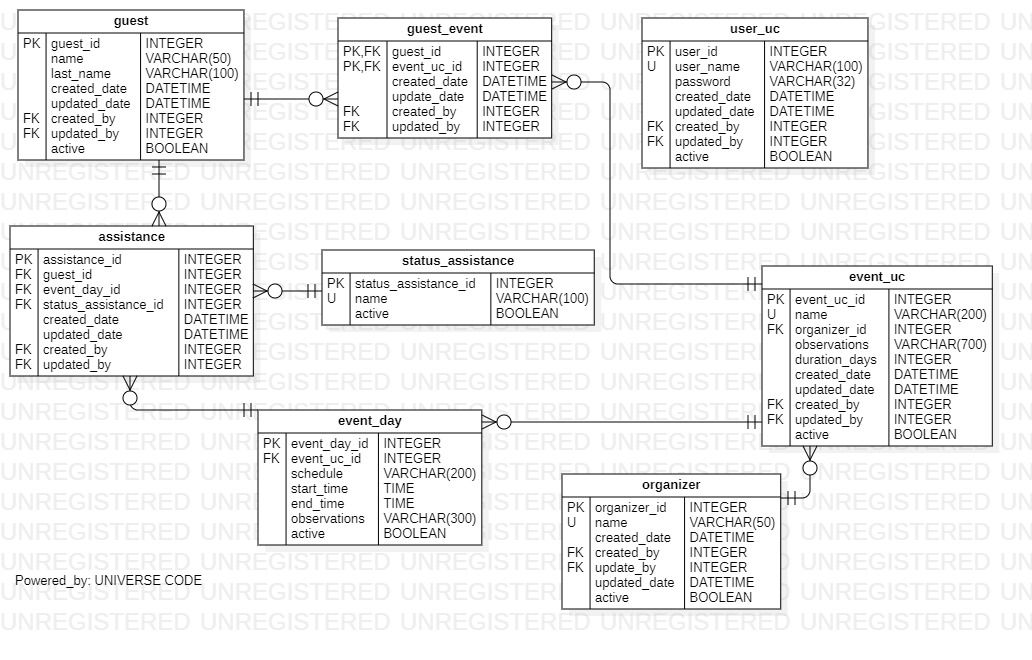 guest
PK guest_id INTEGER
name VARCHAR(50)
last_name VARCHAR(100)
created_date DATETIME
updated_date DATETIME
FK created_by INTEGER
FK updated_by INTEGER
active BOOLEAN
guest_event
PK,FK guest_id INTEGER
PK,FK event_uc_id INTEGER
created_date DATETIME
update_date DATETIME
FK created_by INTEGER
FK updated_by INTEGER
user_uc
PK user_id INTEGER
U user_name VARCHAR(100)
password VARCHAR(32)
created_date DATETIME
updated_date DATETIME
FK created_by INTEGER
FK updated_by INTEGER
active BOOLEAN
assistance
PK assistance_id INTEGER
FK guest_id INTEGER
FK event_day_id INTEGER
FK status_assistance_id INTEGER
created_date DATETIME
updated_date DATETIME
FK created_by INTEGER
FK updated_by INTEGER
status_assistance
PK status_assistance_id INTEGER
U name VARCHAR(100)
active BOOLEAN
event_uc
PK event_uc_id INTEGER
U name VARCHAR(200)
FK organizer_id INTEGER
observations VARCHAR(700)
duration_days INTEGER
created_date DATETIME
updated_date DATETIME
FK created_by INTEGER
FK updated_by INTEGER
active BOOLEAN
event_day
PK event_day_id INTEGER
FK event_uc_id INTEGER
schedule VARCHAR(200)
start_time TIME
end_time TIME
observations VARCHAR(300)
active BOOLEAN
organizer
PK organizer_id INTEGER
U name VARCHAR(50)
created_date DATETIME
FK created_by INTEGER
FK update_by INTEGER
updated_date DATETIME
active BOOLEAN
Powered_by: UNIVERSE CODE
UNREGISTERED UNREGISTERED UNREGISTERED UNREGISTERED UNREGISTERED